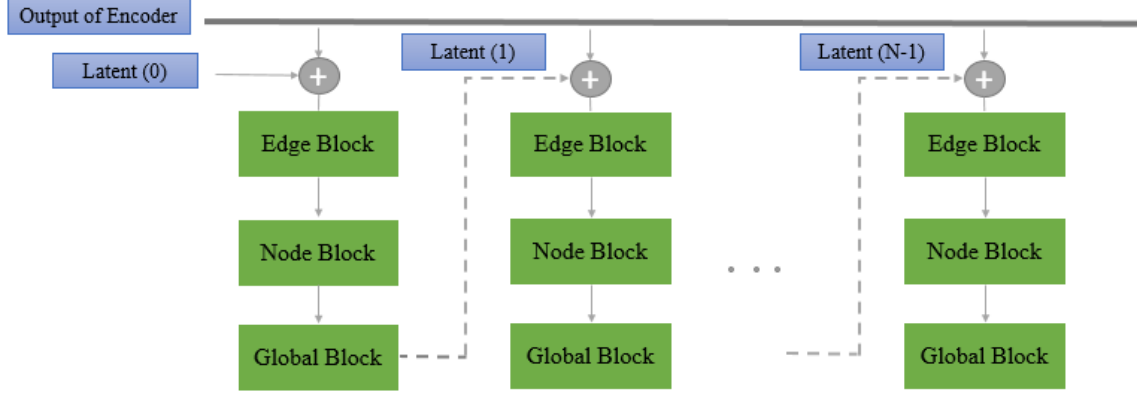 Output of Encoder
Latent (0)
Latent (1)
Latent (N-1)
+
+
+
Edge Block
Edge Block
Edge Block
Node Block
Node Block
Node Block
. . .
Global Block
Global Block
Global Block